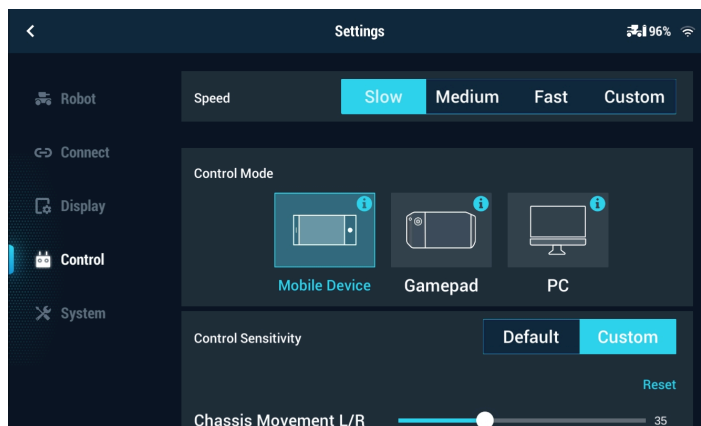 Settings
96%
Robot
Connect
Display
Control
System
Speed
Slow Medium Fast Custom
Control Mode
Mobile Device Gamepad PC
Control Sensitivity
Default Custom
Reset
Chassis Movement L/R 35